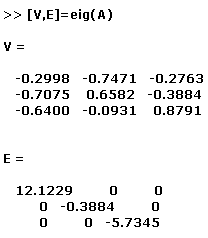 >> [V,E]=eig(A)
V =
-0.2998 -0.7471 -0.2763
-0.7075 0.6582 -0.3884
-0.6400 -0.0931 0.8791
E =
12.1229 0 0
0 -0.3884 0
0 0 -5.7345